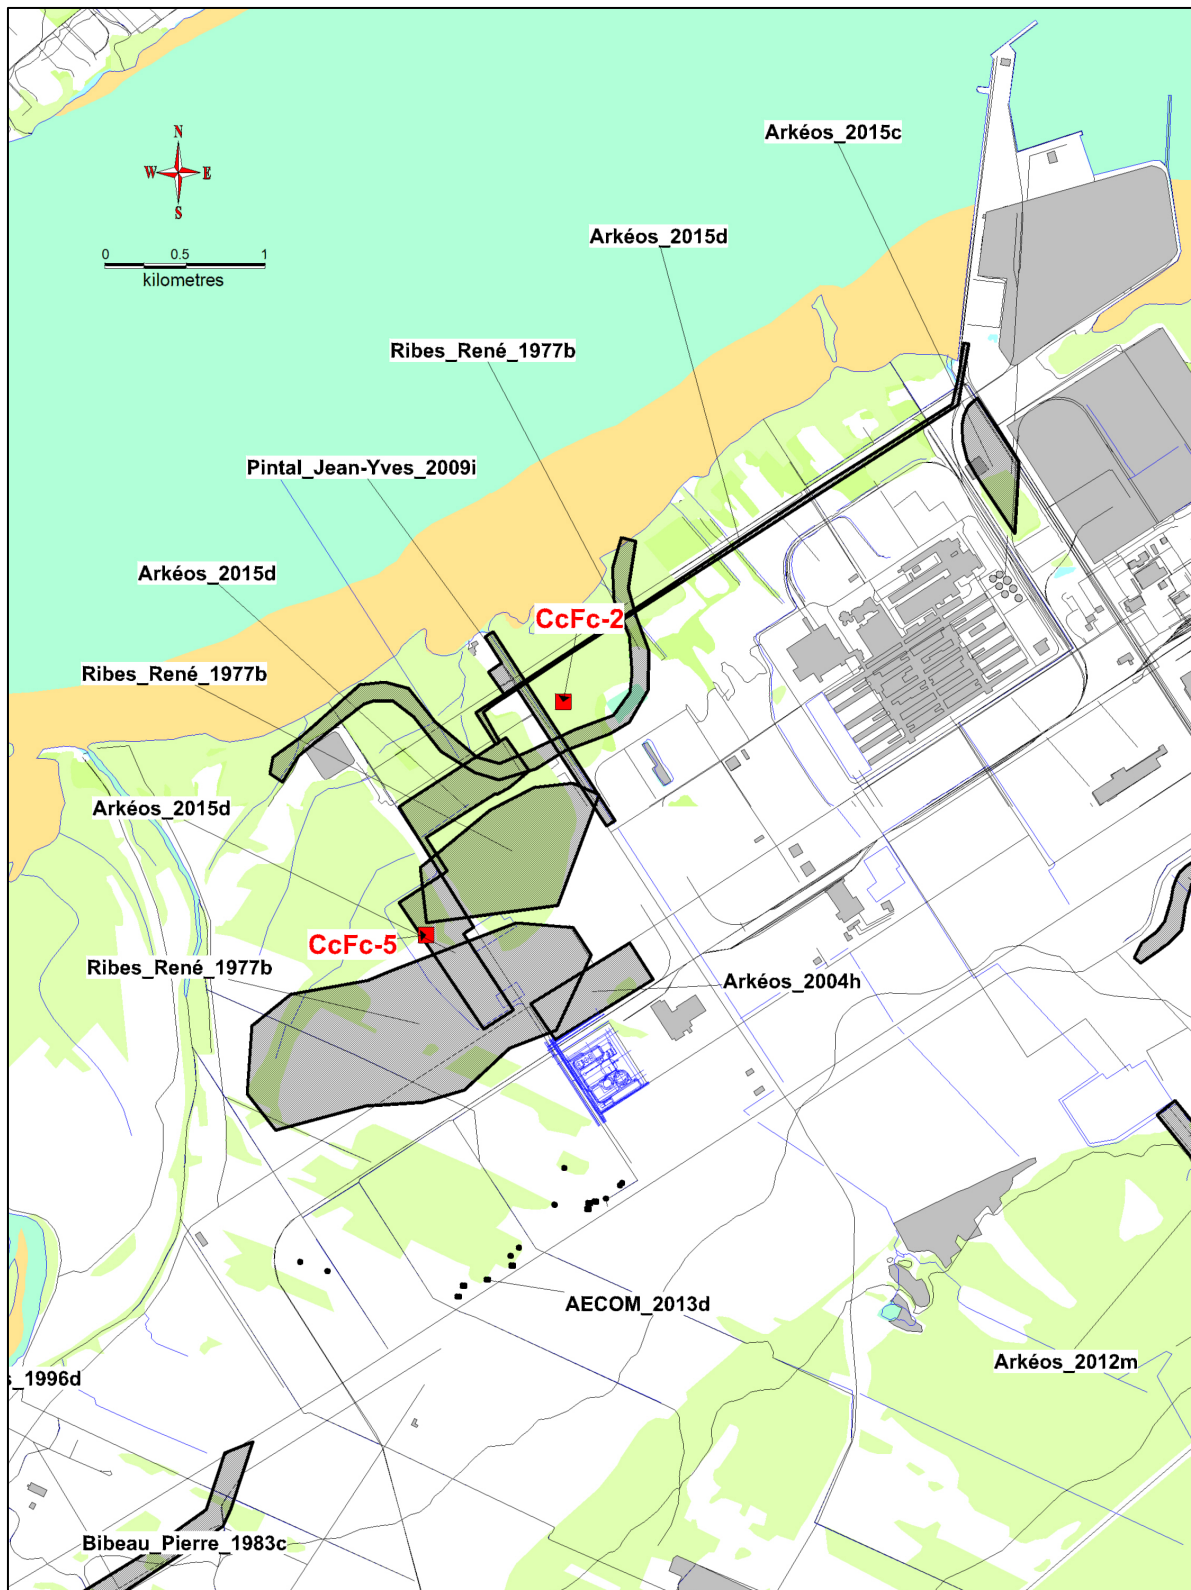 Arkéos_2015c
N
W E
S
Arkéos_2015d
0 0.5 1
kilometres
Ribes_René_1977b
Pintal_Jean-Yves_2009i
Arkéos_2015d
CcFc-2
Ribes_René_1977b
Arkéos_2015d
CcFc-5
Ribes_René_1977b
Arkéos_2004h
AECOM_2013d
Arkéos_2012m
s_1996d
Bibeau_Pierre_1983c